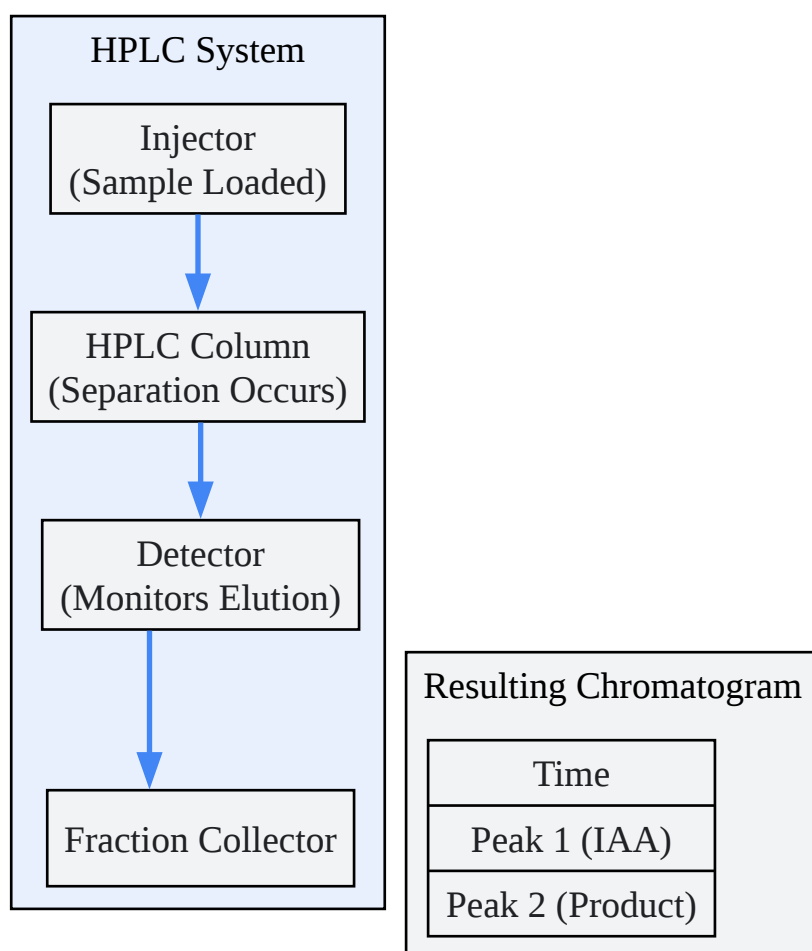 HPLC System
Injector
(Sample Loaded)
HPLC Column
(Separation Occurs)
Detector
(Monitors Elution)
Fraction Collector
Resulting Chromatogram
Time
Peak 1 (IAA)
Peak 2 (Product)